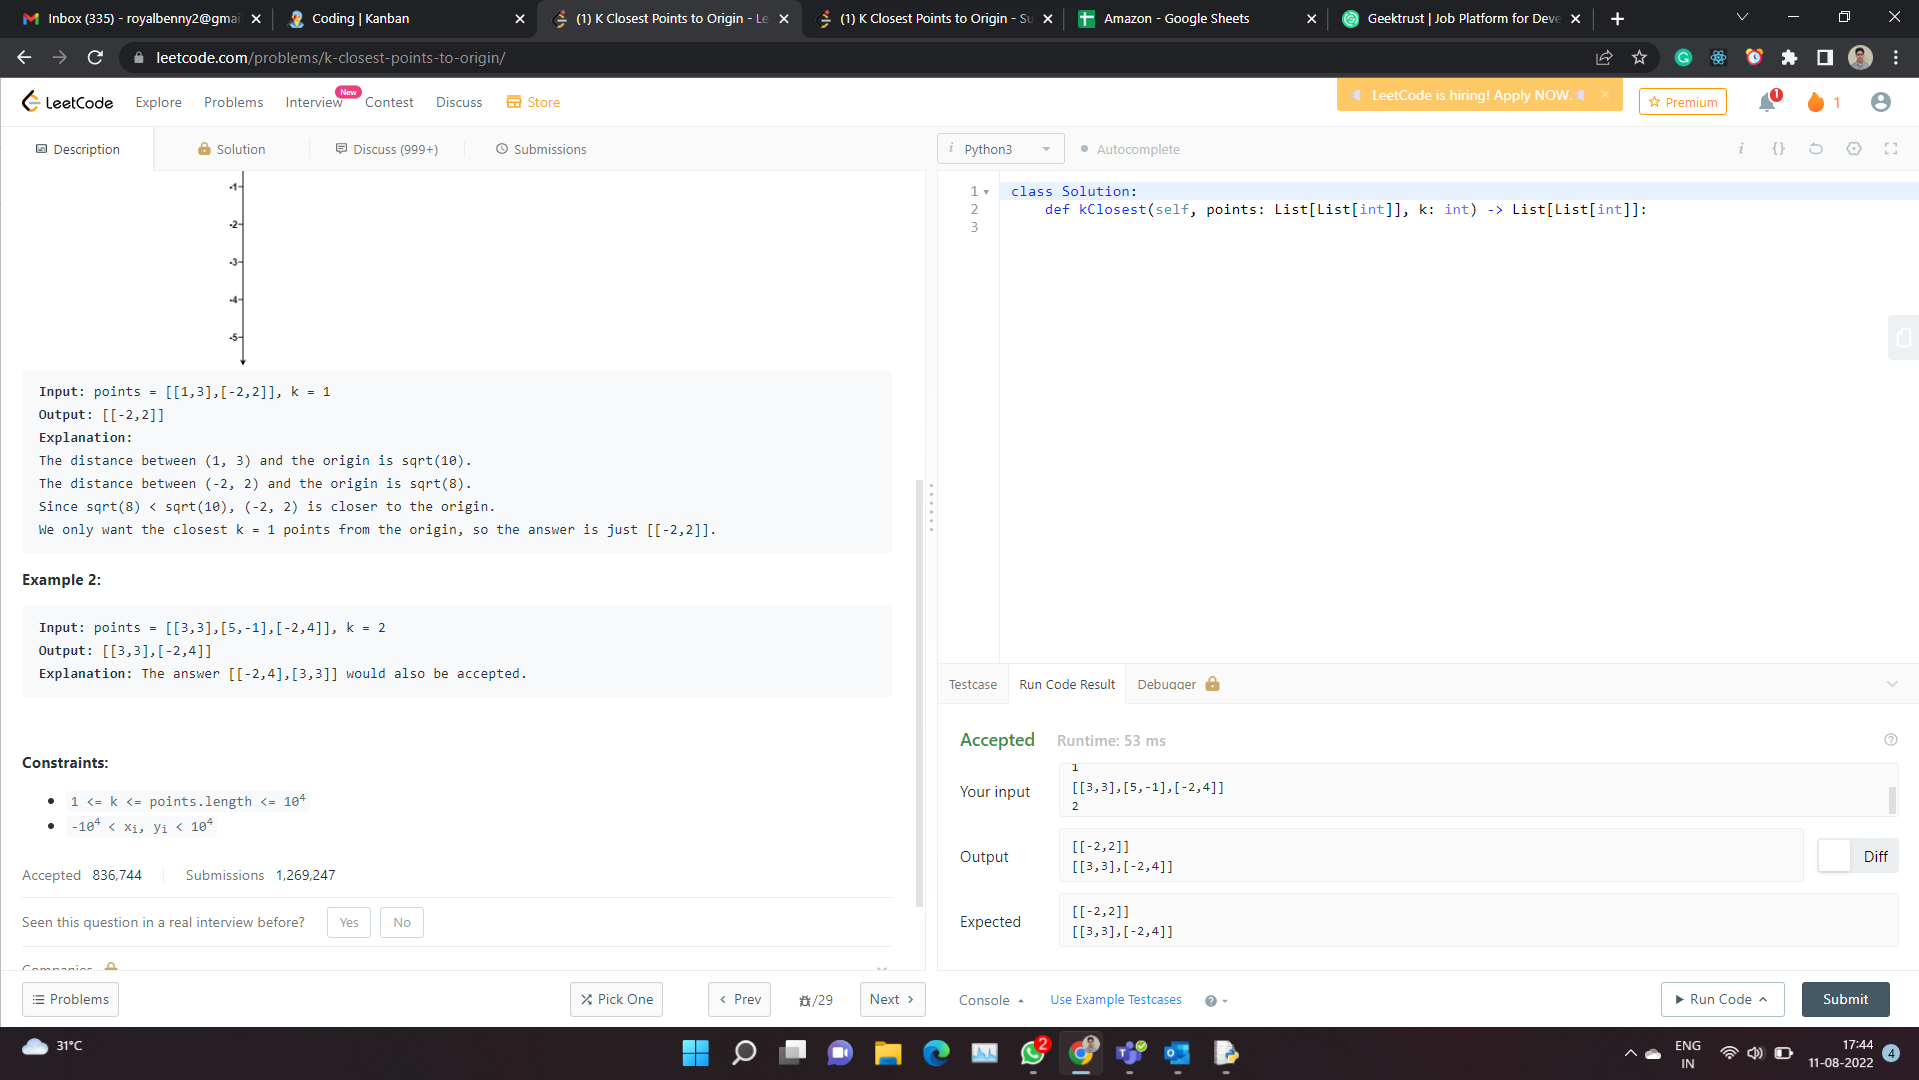 Inbox (335) - royalbenny2@gmai
Coding | Kanban
(1) K Closest Points to Origin - Le
(1) K Closest Points to Origin - Su
Amazon - Google Sheets
Geektrust | Job Platform for Deve
leetcode.com/problems/k-closest-points-to-origin/
LeetCode
Explore
Problems
Interview
New
Contest
Discuss
Store
LeetCode is hiring! Apply NOW.
Premium
1
1
Description
Solution
Discuss (999+)
Submissions
i Python3
Autocomplete
i {}
-1
-2
-3
-4
-5
Input: points = [[1,3],[-2,2]], k = 1
Output: [[-2,2]]
Explanation:
The distance between (1, 3) and the origin is sqrt(10).
The distance between (-2, 2) and the origin is sqrt(8).
Since sqrt(8) < sqrt(10), (-2, 2) is closer to the origin.
We only want the closest k = 1 points from the origin, so the answer is just [[-2,2]].
Example 2:
Input: points = [[3,3],[5,-1],[-2,4]], k = 2
Output: [[3,3],[-2,4]]
Explanation: The answer [[-2,4],[3,3]] would also be accepted.
Constraints:
1 <= k <= points.length <= 10⁴
-10⁴ < xᵢ, yᵢ < 10⁴
Accepted 836,744 Submissions 1,269,247
Seen this question in a real interview before? Yes No
Companies
Problems
Pick One
Prev
/29
Next
1 class Solution:
2 def kClosest(self, points: List[List[int]], k: int) -> List[List[int]]:
3
Testcase
Run Code Result
Debugger
Accepted Runtime: 53 ms
Your input
1
[[3,3],[5,-1],[-2,4]]
2
Output
[[-2,2]]
[[3,3],[-2,4]]
Diff
Expected
[[-2,2]]
[[3,3],[-2,4]]
Console
Use Example Testcases
Run Code
Submit
31°C
2
ENG
IN
17:44
11-08-2022
4